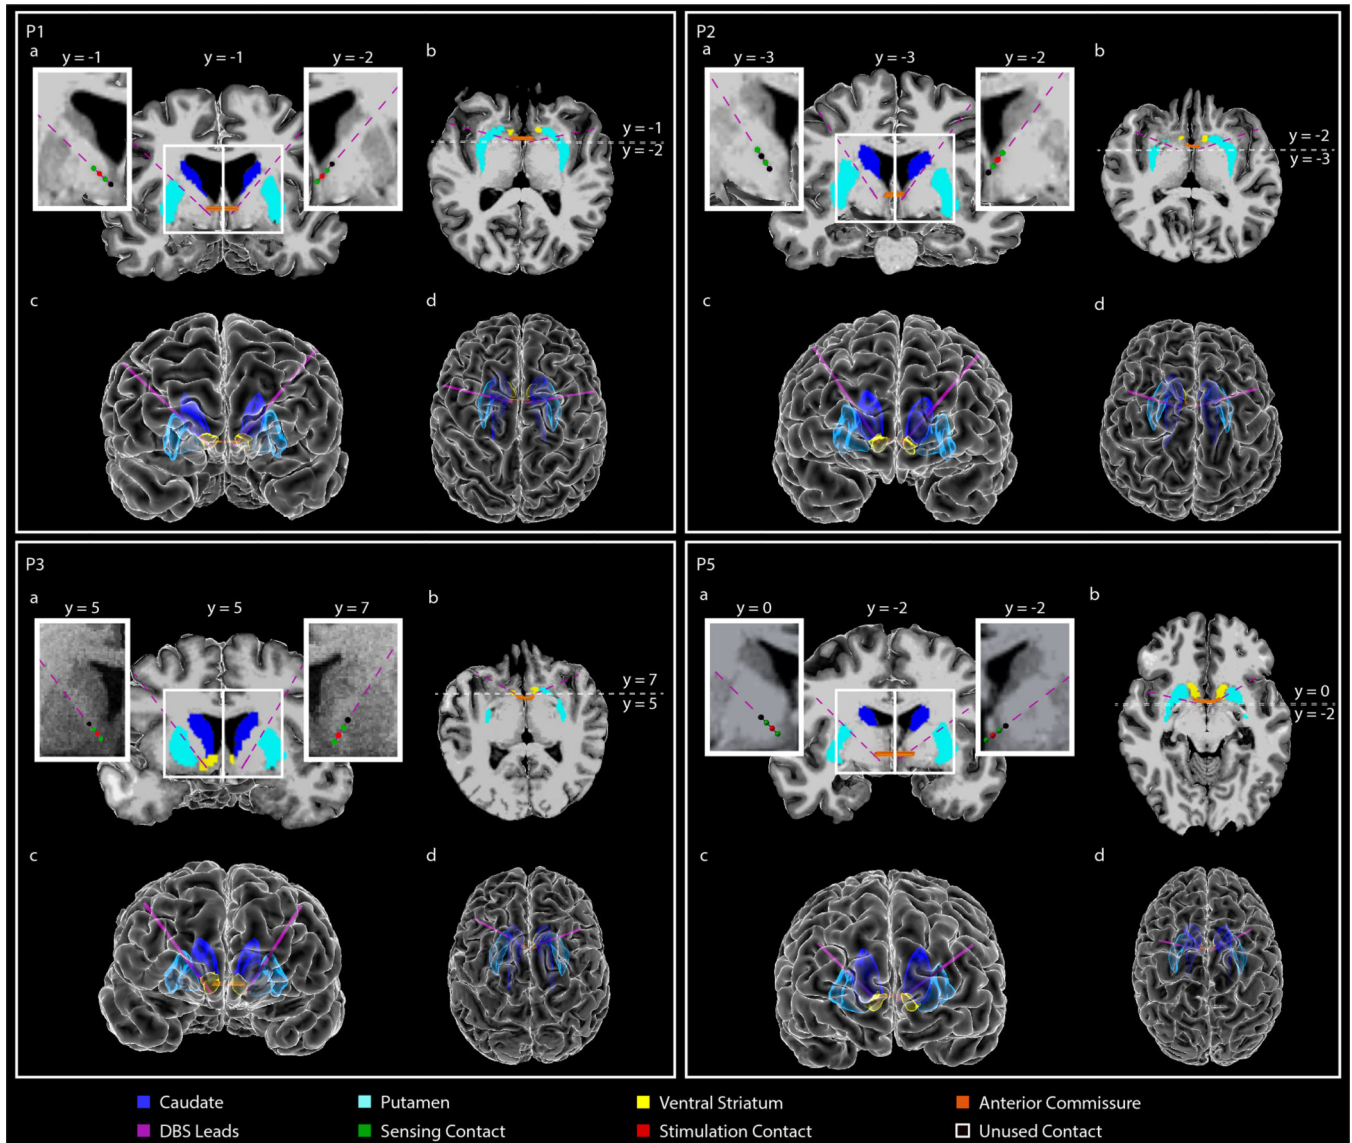 P1
a
y = -1
y = -1
y = -2
b
y = -1
y = -2
c
d
P2
a
y = -3
y = -3
y = -2
b
y = -2
y = -3
c
d
P3
a
y = 5
y = 5
y = 7
b
y = 7
y = 5
c
d
P5
a
y = 0
y = -2
y = -2
b
y = 0
y = -2
c
d
Caudate
Putamen
Ventral Striatum
Anterior Commissure
DBS Leads
Sensing Contact
Stimulation Contact
Unused Contact